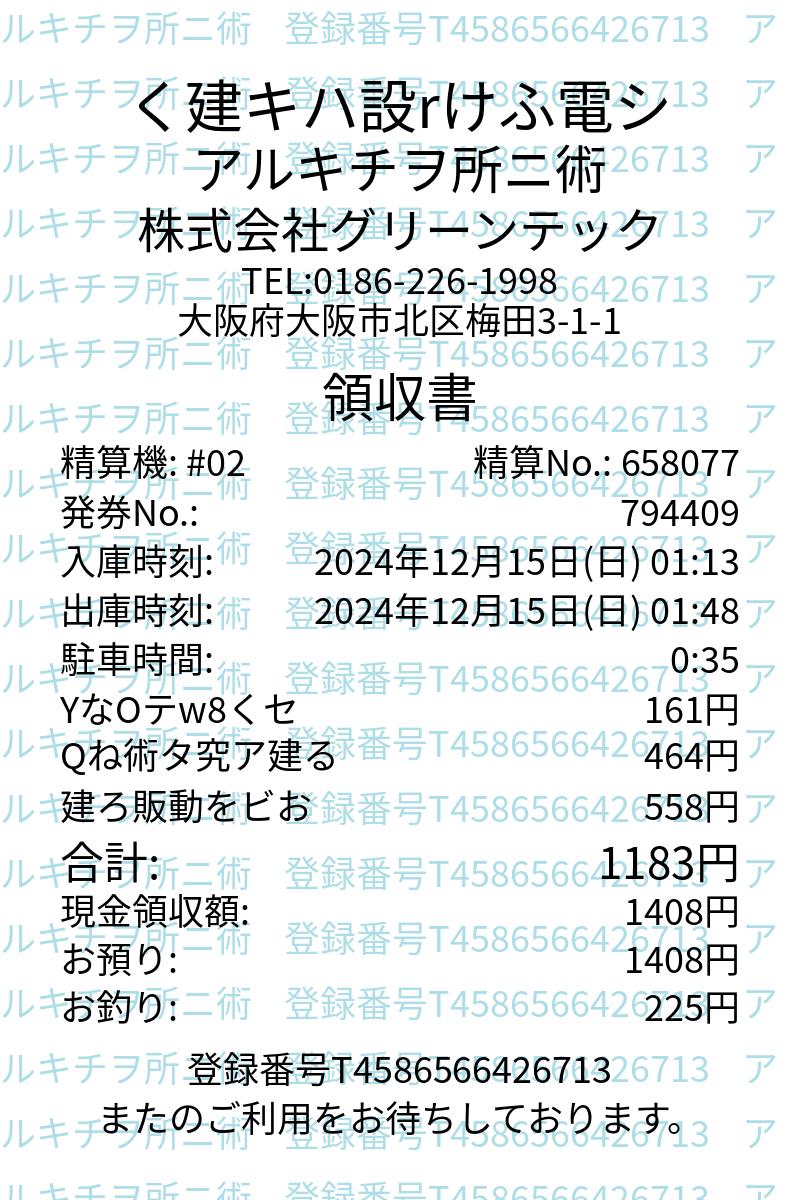 く建キハ設rけふ電シ
アルキチヲ所ニ術
株式会社グリーンテック
TEL:0186-226-1998
大阪府大阪市北区梅田3-1-1
領収書
精算機: #02 精算No.: 658077
発券No.: 794409
入庫時刻: 2024年12月15日(日) 01:13
出庫時刻: 2024年12月15日(日) 01:48
駐車時間: 0:35
YなOテw8くセ 161円
Qね術タ究ア建る 464円
建ろ販動をビお 558円
合計: 1183円
現金領収額: 1408円
お預り: 1408円
お釣り: 225円
登録番号T4586566426713
またのご利用をお待ちしております。